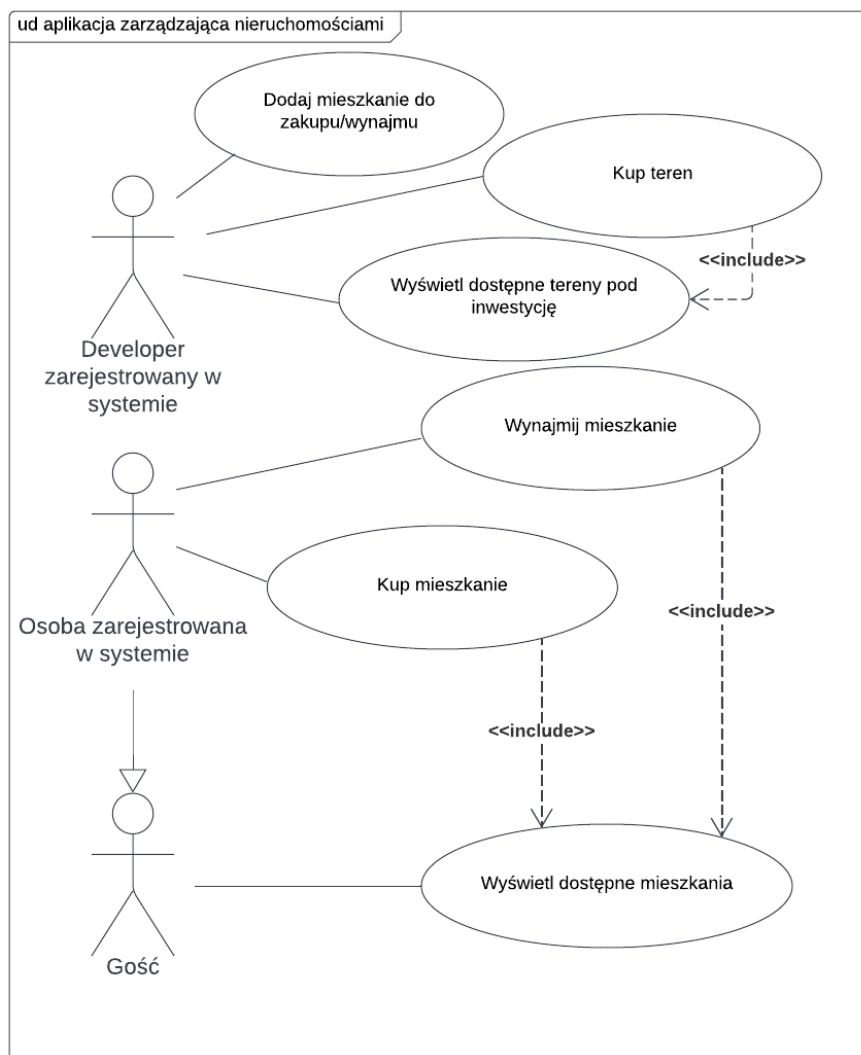 ud aplikacja zarządzająca nieruchomościami
Dodaj mieszkanie do
zakupu/wynajmu
Kup teren
<<include>>
Wyświetl dostępne tereny pod
inwestycję
Developer
zarejestrowany w
systemie
Wynajmij mieszkanie
Kup mieszkanie
<<include>>
Osoba zarejestrowana
w systemie
<<include>>
Wyświetl dostępne mieszkania
Gość